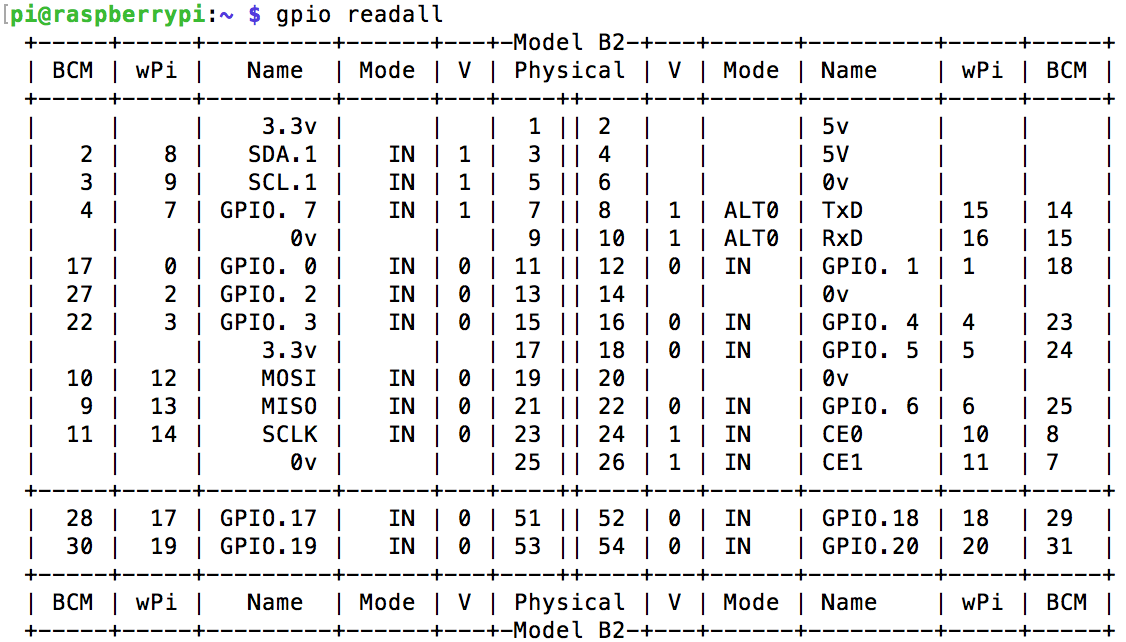 [pi@raspberrypi:~ $ gpio readall
 +-----+-----+---------+------+---+-Model B2-+---+------+---------+-----+-----+
 | BCM | wPi |   Name  | Mode | V | Physical | V | Mode | Name    | wPi | BCM |
 +-----+-----+---------+------+---+----++----+---+------+---------+-----+-----+
 |     |     |    3.3v |      |   |  1 || 2  |   |      | 5v      |     |     |
 |   2 |   8 |   SDA.1 |   IN | 1 |  3 || 4  |   |      | 5V      |     |     |
 |   3 |   9 |   SCL.1 |   IN | 1 |  5 || 6  |   |      | 0v      |     |     |
 |   4 |   7 | GPIO. 7 |   IN | 1 |  7 || 8  | 1 | ALT0 | TxD     | 15  | 14  |
 |     |     |      0v |      |   |  9 || 10 | 1 | ALT0 | RxD     | 16  | 15  |
 |  17 |   0 | GPIO. 0 |   IN | 0 | 11 || 12 | 0 | IN   | GPIO. 1 | 1   | 18  |
 |  27 |   2 | GPIO. 2 |   IN | 0 | 13 || 14 |   |      | 0v      |     |     |
 |  22 |   3 | GPIO. 3 |   IN | 0 | 15 || 16 | 0 | IN   | GPIO. 4 | 4   | 23  |
 |     |     |    3.3v |      |   | 17 || 18 | 0 | IN   | GPIO. 5 | 5   | 24  |
 |  10 |  12 |    MOSI |   IN | 0 | 19 || 20 |   |      | 0v      |     |     |
 |   9 |  13 |    MISO |   IN | 0 | 21 || 22 | 0 | IN   | GPIO. 6 | 6   | 25  |
 |  11 |  14 |    SCLK |   IN | 0 | 23 || 24 | 1 | IN   | CE0     | 10  | 8   |
 |     |     |      0v |      |   | 25 || 26 | 1 | IN   | CE1     | 11  | 7   |
 +-----+-----+---------+------+---+----++----+---+------+---------+-----+-----+
 |  28 |  17 | GPIO.17 |   IN | 0 | 51 || 52 | 0 | IN   | GPIO.18 | 18  | 29  |
 |  30 |  19 | GPIO.19 |   IN | 0 | 53 || 54 | 0 | IN   | GPIO.20 | 20  | 31  |
 +-----+-----+---------+------+---+----++----+---+------+---------+-----+-----+
 | BCM | wPi |   Name  | Mode | V | Physical | V | Mode | Name    | wPi | BCM |
 +-----+-----+---------+------+---+-Model B2-+---+------+---------+-----+-----+